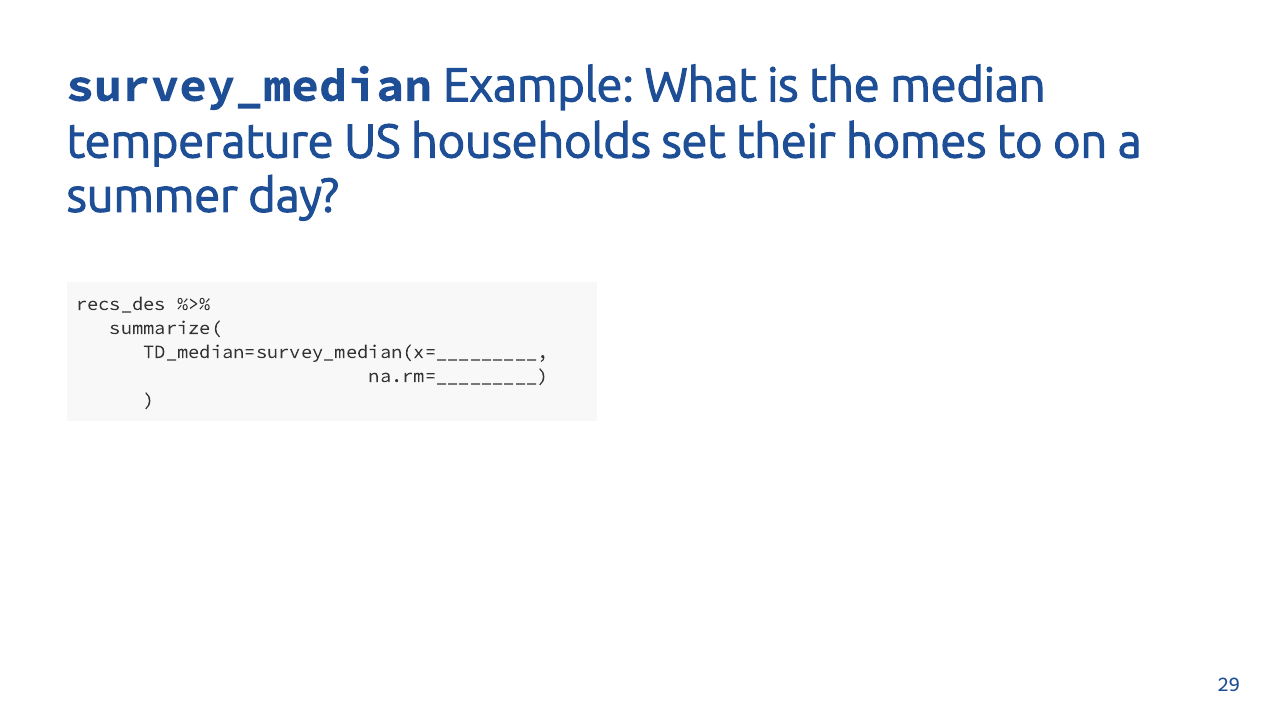 survey_median Example: What is the median
temperature US households set their homes to on a
summer day?
recs_des %>%
   summarize(
      TD_median=survey_median(x=_________,
                          na.rm=_________)
      )
29